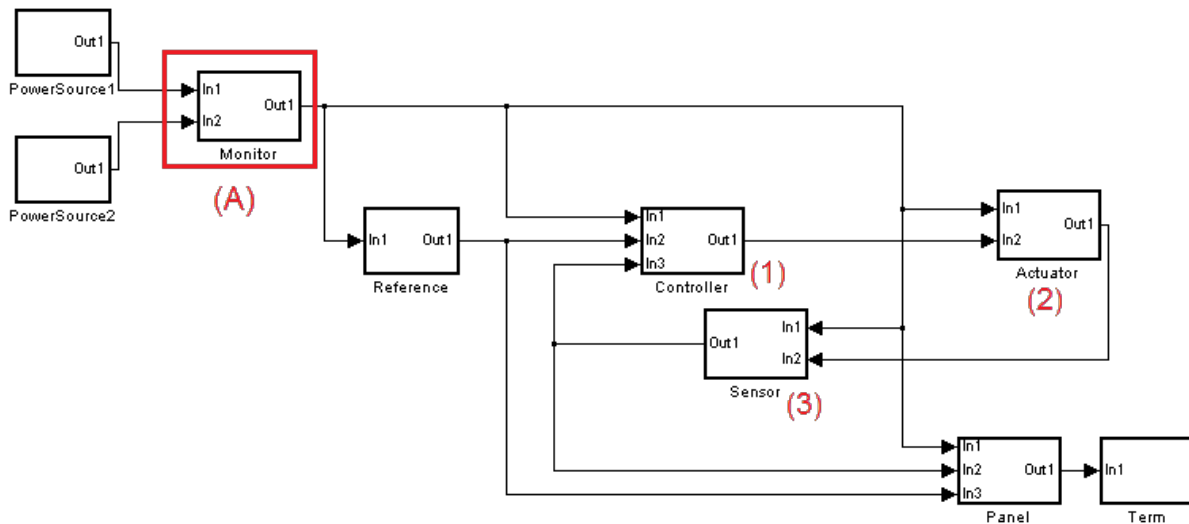 Out1
PowerSource1
In1
In2
Out1
Monitor
(A)
Out1
PowerSource2
In1
Out1
Reference
In1
In2
In3
Out1
Controller
(1)
In1
In2
Out1
Actuator
(2)
In1
In2
Out1
Sensor
(3)
In1
In2
In3
Out1
Panel
In1
Term